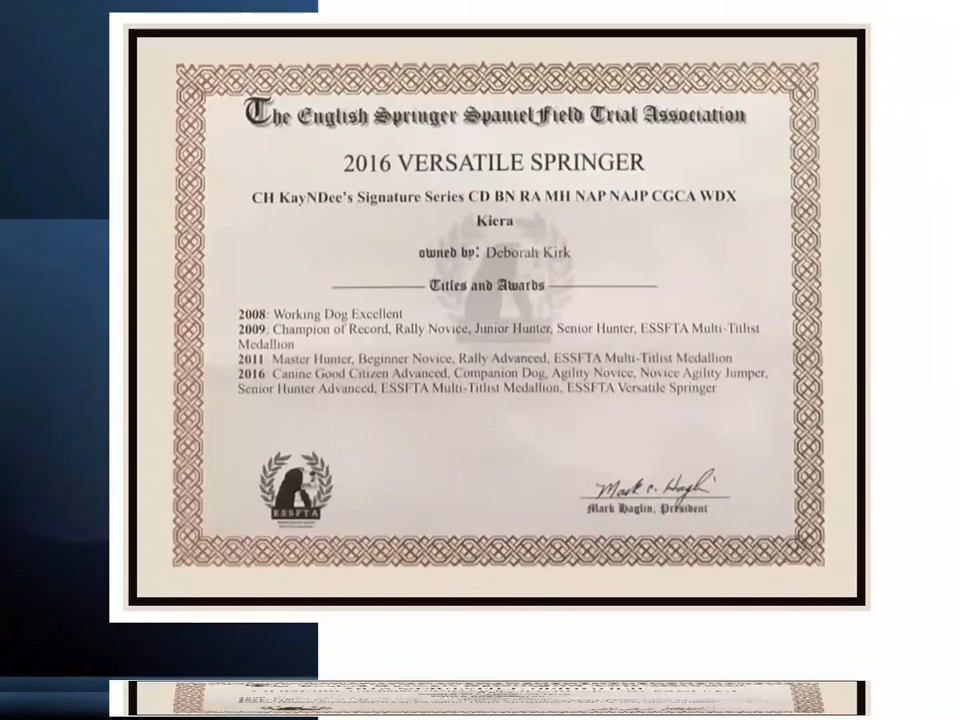 The English Springer Spaniel Field Trial Association
2016 VERSATILE SPRINGER
CH KayNDee's Signature Series CD BN RA MH NAP NAJP CGCA WDX
Kiera
owned by: Deborah Kirk
Titles and Awards
2008: Working Dog Excellent
2009: Champion of Record, Rally Novice, Junior Hunter, Senior Hunter, ESSFTA Multi-Titlist
Medallion
2011 Master Hunter, Beginner Novice, Rally Advanced, ESSFTA Multi-Titlist Medallion
2016 Canine Good Citizen Advanced, Companion Dog, Agility Novice, Novice Agility Jumper,
Senior Hunter Advanced, ESSFTA Multi-Titlist Medallion, ESSFTA Versatile Springer
Mark C. Haglin
ESSFTA
Mark Haglin, President